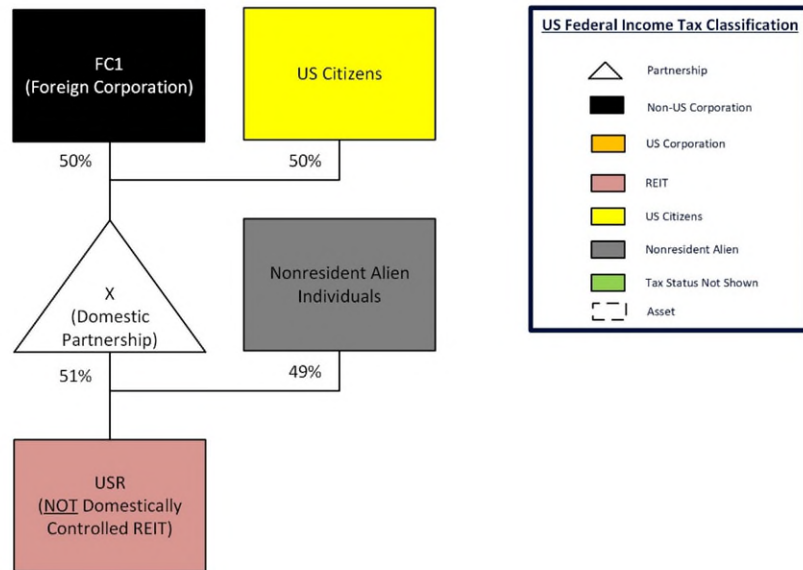 FC1
(Foreign Corporation)
US Citizens
50%
50%
X
(Domestic
Partnership)
Nonresident Alien
Individuals
51%
49%
USR
(NOT Domestically
Controlled REIT)
US Federal Income Tax Classification
Partnership
Non-US Corporation
US Corporation
REIT
US Citizens
Nonresident Alien
Tax Status Not Shown
Asset